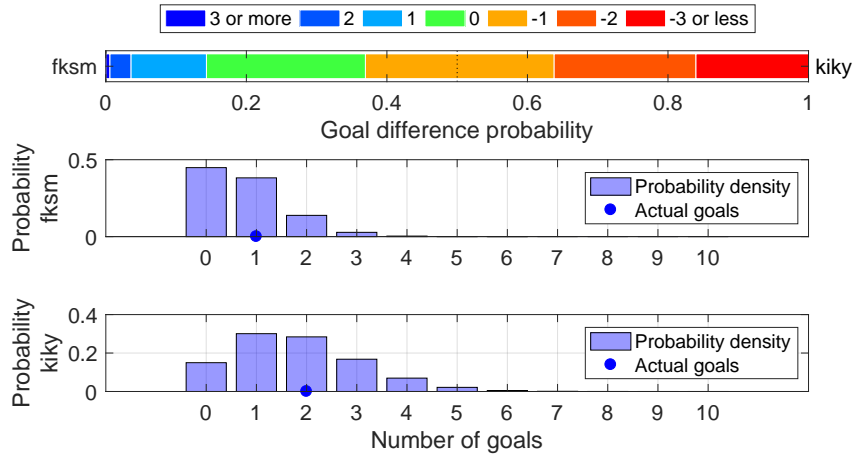 3 or more 2 1 0 -1 -2 -3 or less
fksm kiky
0 0.2 0.4 0.6 0.8 1
Goal difference probability
Probability
fksm
0.5
0
Probability density
Actual goals
0 1 2 3 4 5 6 7 8 9 10
Probability
kiky
0.4
0.2
0
Probability density
Actual goals
0 1 2 3 4 5 6 7 8 9 10
Number of goals